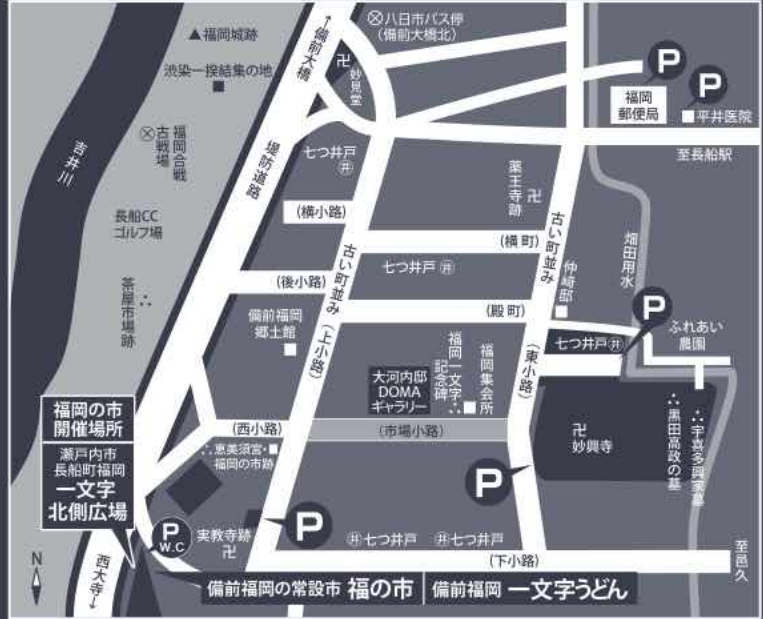 ▲福岡城跡
渋染一揆結集の地
↑備前大橋
卍
妙見堂
八日市バス停
(備前大橋北)
P
福岡
郵便局
P
平井医院
至長船駅
吉井川
福岡合戦
古戦場
堤防道路
七つ井戸
井
薬王寺跡
卍
長船CC
ゴルフ場
(横小路)
古い町並み
(上小路)
(横町)
古い町並み
(東小路)
仲﨑邸
畑田用水
七つ井戸 井
茶屋市場跡
(後小路)
(殿町)
P
備前福岡
郷土館
大河内邸
DOMA
ギャラリー
福岡一文字
記念碑
福岡集会所
七つ井戸 井
ふれあい
農園
福岡の市
開催場所
瀬戸内市
長船町福岡
一文字
北側広場
(西小路)
(市場小路)
恵美須宮・
福岡の市跡
卍
妙興寺
黒田高政の墓
宇喜多興家墓
P
P
W.C
実教寺跡
卍
P
井 七つ井戸
井 七つ井戸
(下小路)
至邑久
N
西大寺→
備前福岡の常設市 福の市
備前福岡 一文字うどん